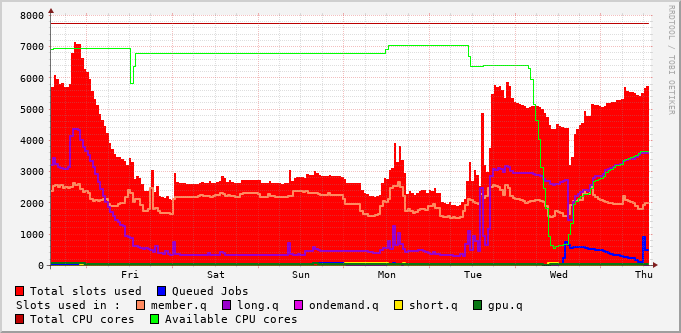 RRDTOOL / TOBI OETIKER
8000
7000
6000
5000
4000
3000
2000
1000
0
Fri Sat Sun Mon Tue Wed Thu
Total slots used Queued Jobs
Slots used in : member.q long.q ondemand.q short.q gpu.q
Total CPU cores Available CPU cores